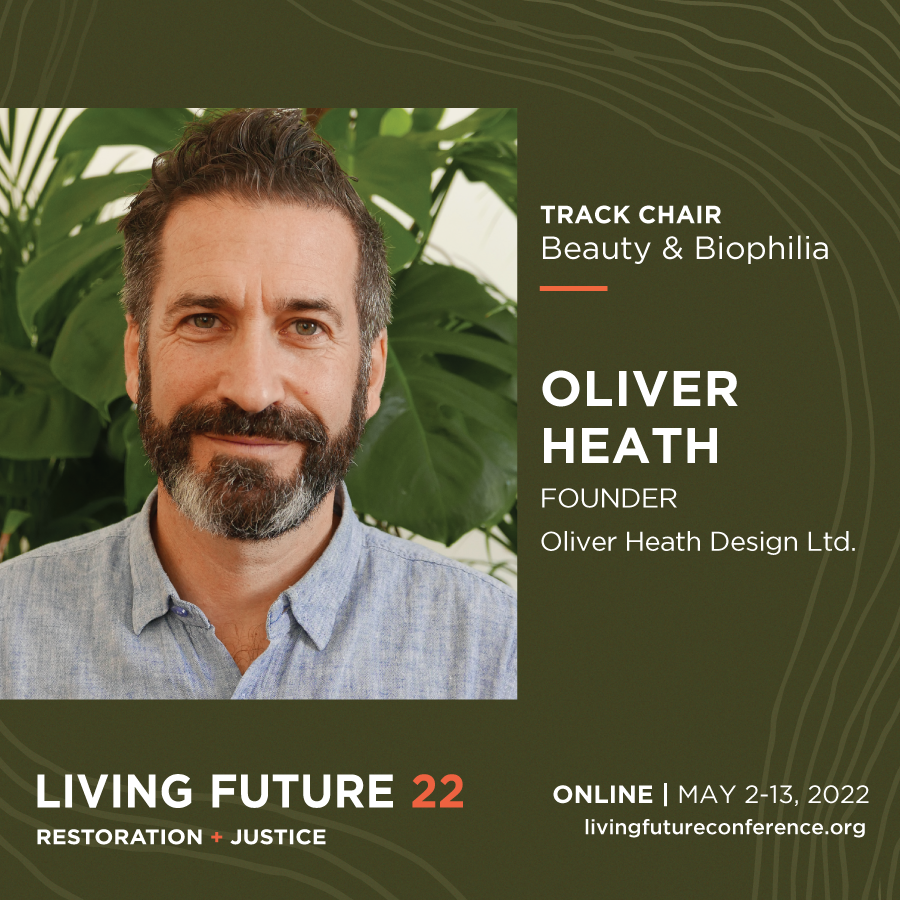 TRACK CHAIR
Beauty & Biophilia
OLIVER
HEATH
FOUNDER
Oliver Heath Design Ltd.
LIVING FUTURE 22
RESTORATION + JUSTICE
ONLINE | MAY 2-13, 2022
livingfutureconference.org